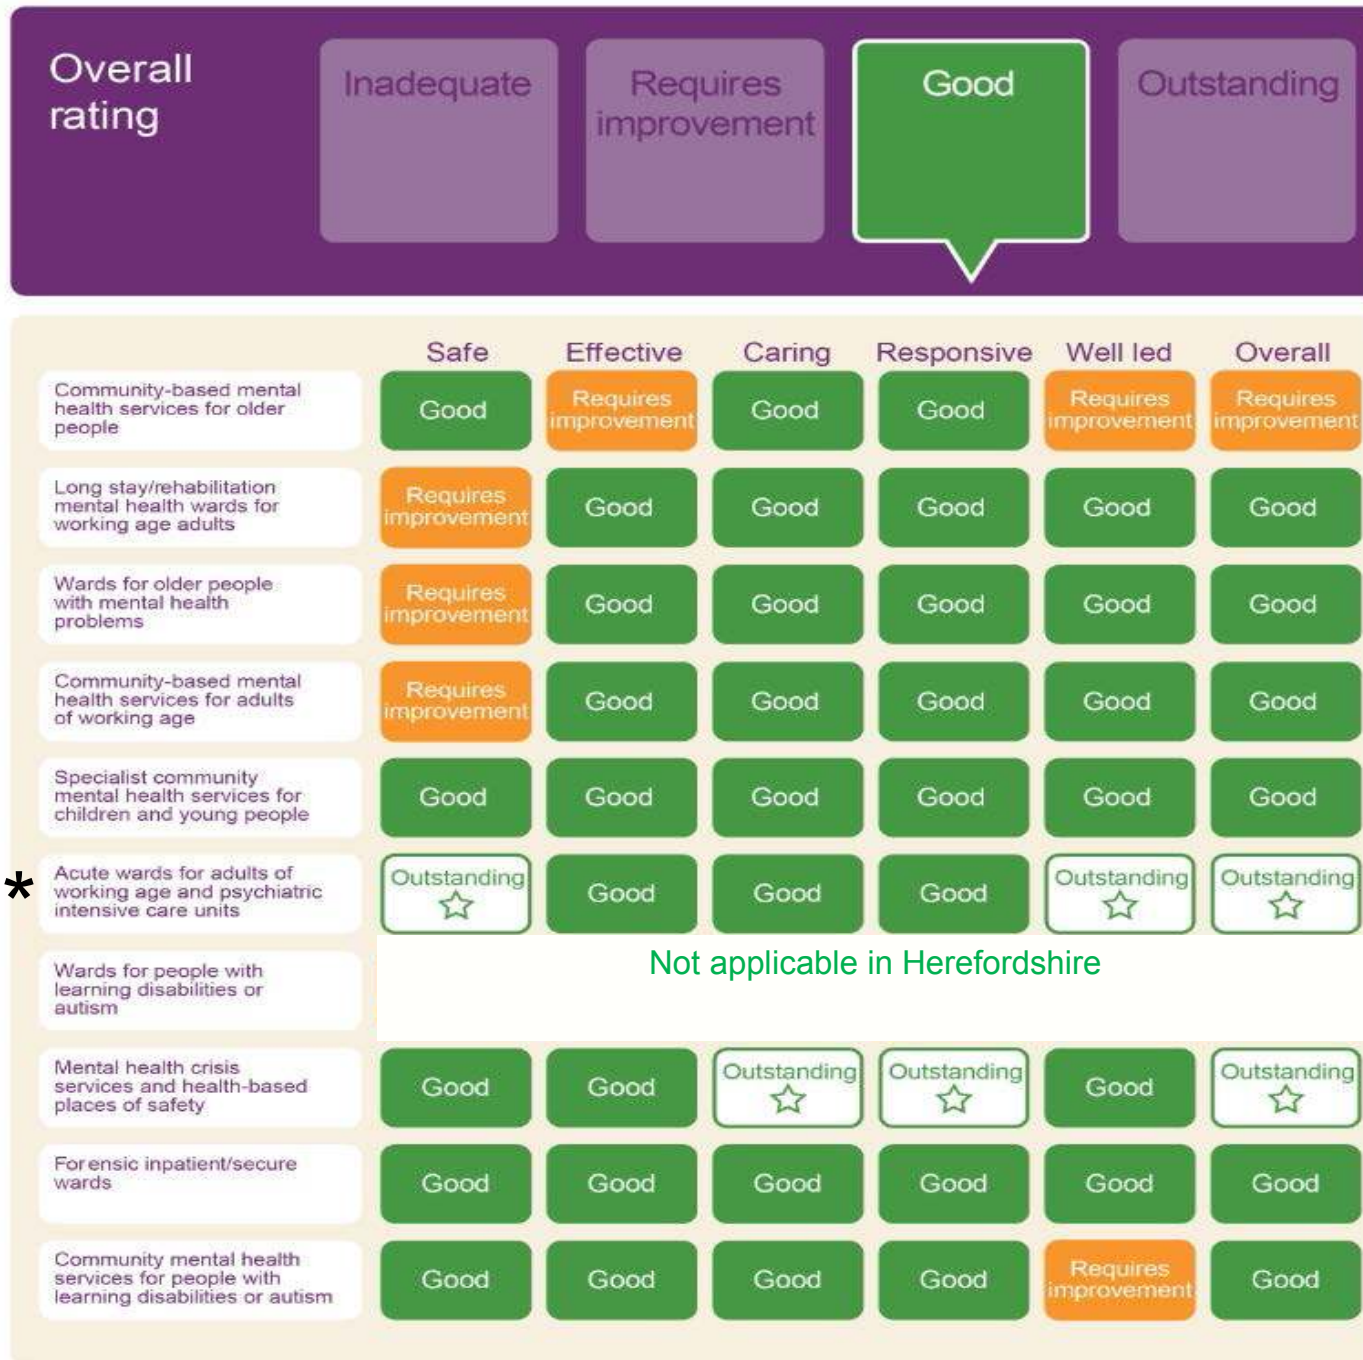 Overall
rating
Inadequate
Requires
improvement
Good
Outstanding
Safe Effective Caring Responsive Well led Overall
Community-based mental
health services for older
people
Good
Requires
improvement
Good
Good
Requires
improvement
Requires
improvement
Long stay/rehabilitation
mental health wards for
working age adults
Requires
improvement
Good
Good
Good
Good
Good
Wards for older people
with mental health
problems
Requires
improvement
Good
Good
Good
Good
Good
Community-based mental
health services for adults
of working age
Requires
improvement
Good
Good
Good
Good
Good
Specialist community
mental health services for
children and young people
Good
Good
Good
Good
Good
Good
*
Acute wards for adults of
working age and psychiatric
intensive care units
Outstanding
Good
Good
Good
Outstanding
Outstanding
Wards for people with
learning disabilities or
autism
Not applicable in Herefordshire
Mental health crisis
services and health-based
places of safety
Good
Good
Outstanding
Outstanding
Good
Outstanding
Forensic inpatient/secure
wards
Good
Good
Good
Good
Good
Good
Community mental health
services for people with
learning disabilities or autism
Good
Good
Good
Good
Requires
improvement
Good